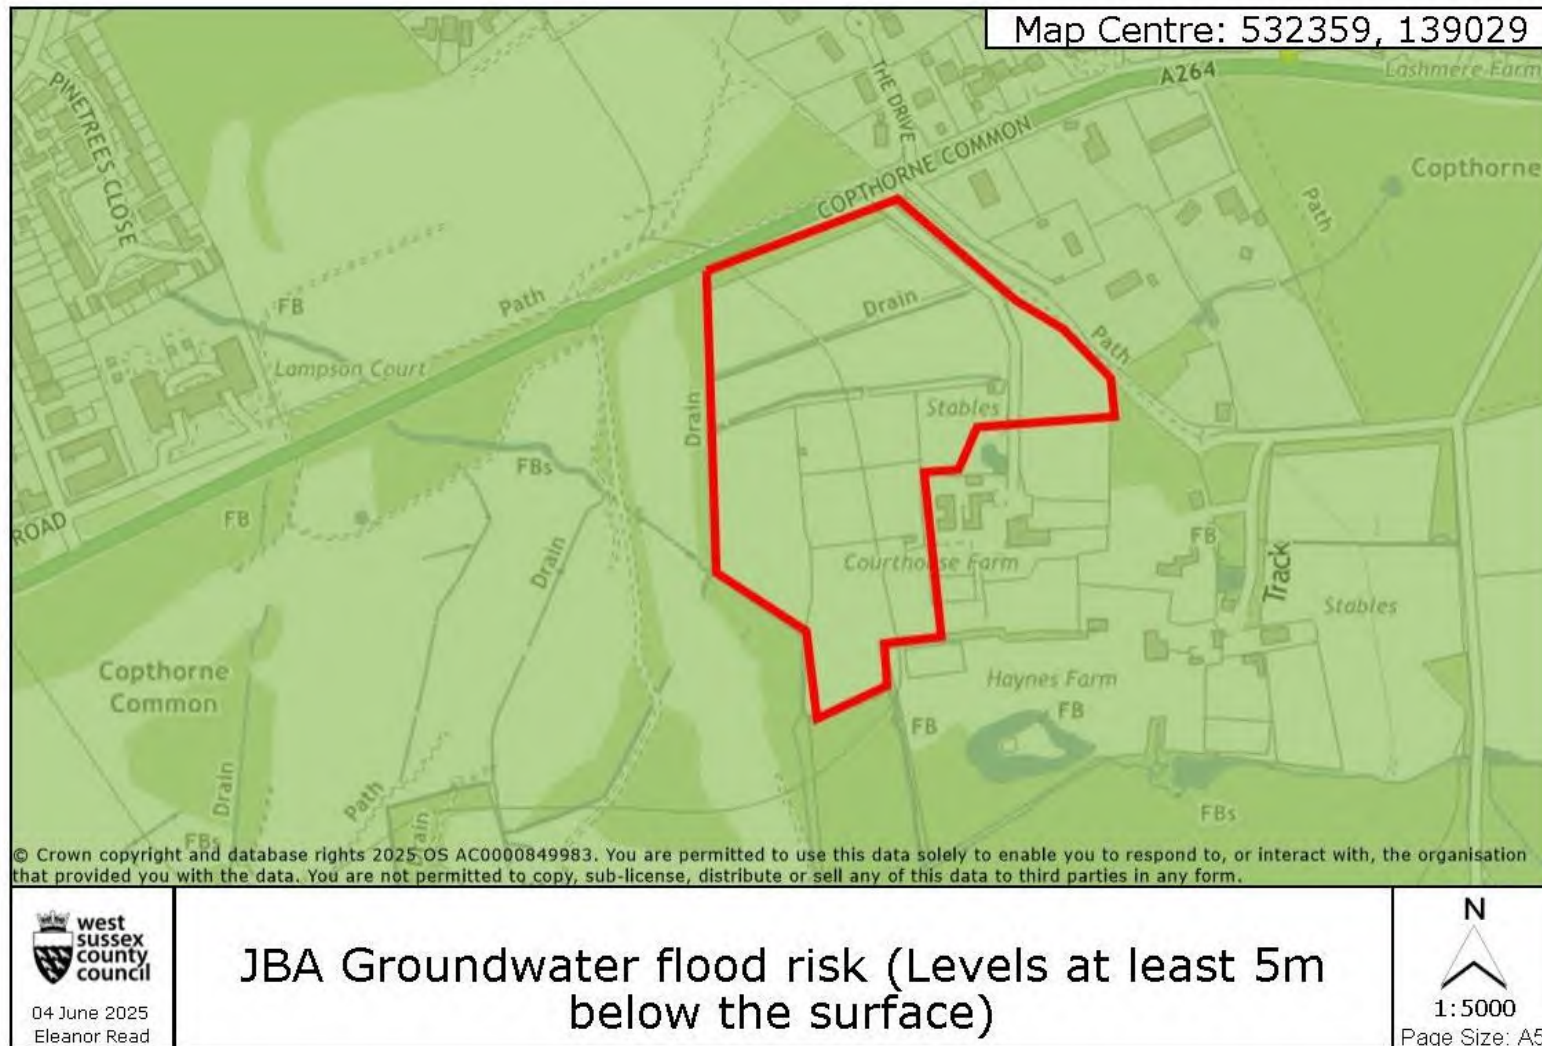 Map Centre: 532359, 139029
PINETREES CLOSE
THE DRIVE
A264
Lashmere Farm
COPTHORNE COMMON
Copthorne
Path
FB
Path
Drain
Path
Lampson Court
Drain
Stables
FBs
FB
ROAD
Drain
Courthouse Farm
FB
Track
Stables
Copthorne
Common
Haynes Farm
FB
FB
Drain
Path
FBs
FBs
© Crown copyright and database rights 2025 OS AC0000849983. You are permitted to use this data solely to enable you to respond to, or interact with, the organisation
that provided you with the data. You are not permitted to copy, sub-license, distribute or sell any of this data to third parties in any form.
west
sussex
county
council
04 June 2025
Eleanor Read
JBA Groundwater flood risk (Levels at least 5m
below the surface)
N
1:5000
Page Size: A5